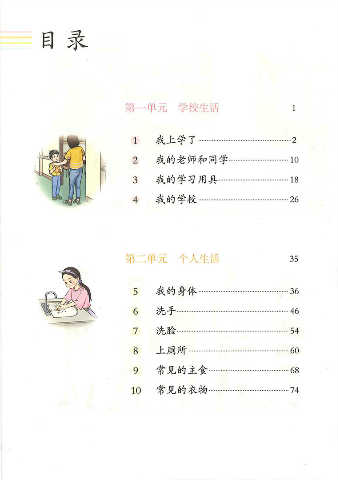 目录
第一单元 学校生活 1
1 我上学了 2
2 我的老师和同学 10
3 我的学习用具 18
4 我的学校 26
第二单元 个人生活 35
5 我的身体 36
6 洗手 46
7 洗脸 54
8 上厕所 60
9 常见的主食 68
10 常见的衣物 74